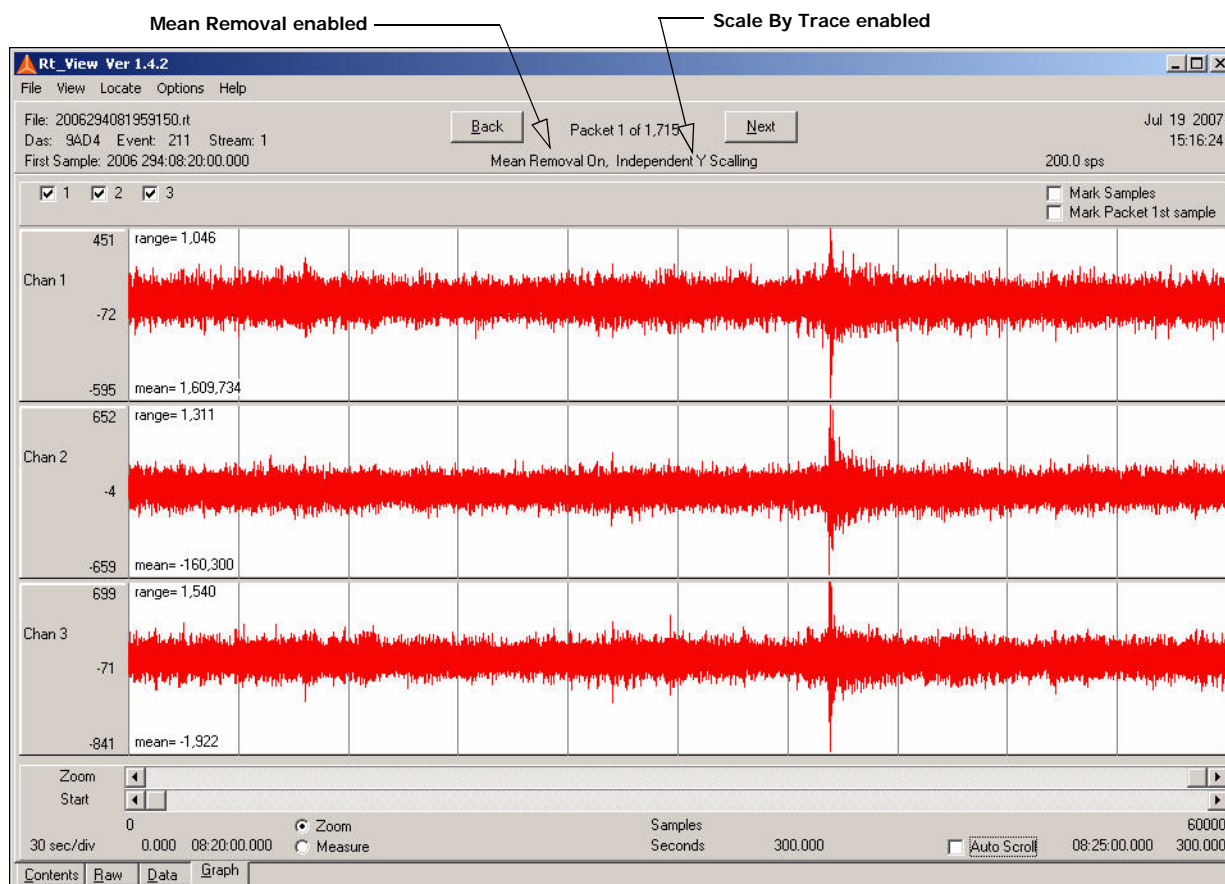 Mean Removal enabled
Scale By Trace enabled
Rt_View Ver 1.4.2
File View Locate Options Help
File: 2006294081959150.rt
Das: 9AD4 Event: 211 Stream: 1
First Sample: 2006 294:08:20:00.000
Back Packet 1 of 1,715 Next
Mean Removal On, Independent Y Scalling
Jul 19 2007
15:16:24
200.0 sps
1 2 3
Mark Samples
Mark Packet 1st sample
451 range= 1,046
Chan 1
-72
-595 mean= 1,609,734
652 range= 1,311
Chan 2
-4
-659 mean= -160,300
699 range= 1,540
Chan 3
-71
-841 mean= -1,922
Zoom
Start
0 Zoom Samples 60000
30 sec/div 0.000 08:20:00.000 Measure Seconds 300.000 Auto Scroll 08:25:00.000 300.000
Contents Raw Data Graph